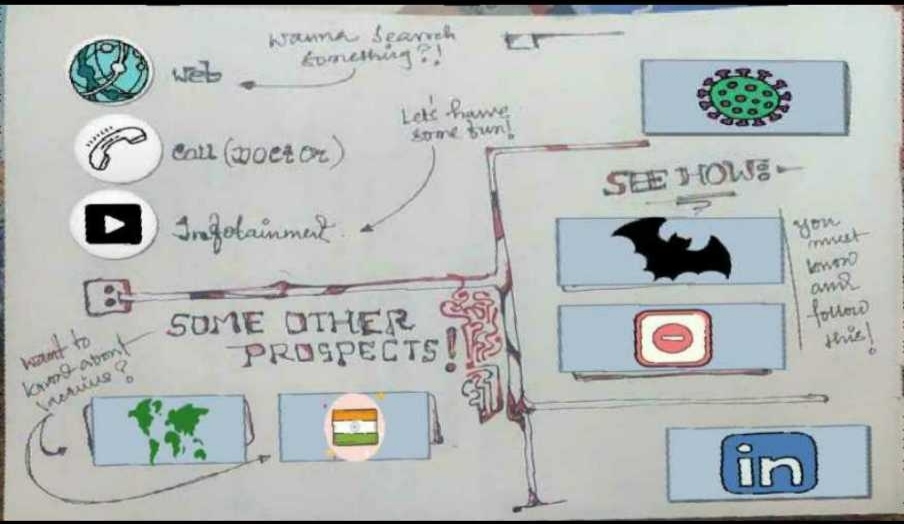 Wanna Search
something?!
Web
Let's have
some fun!
Call (DOCTOR)
Infotainment.
SEE HOW:-
you
must
know
and
follow
this!
SOME OTHER
PROSPECTS!
want to
know about
vaccine?
in